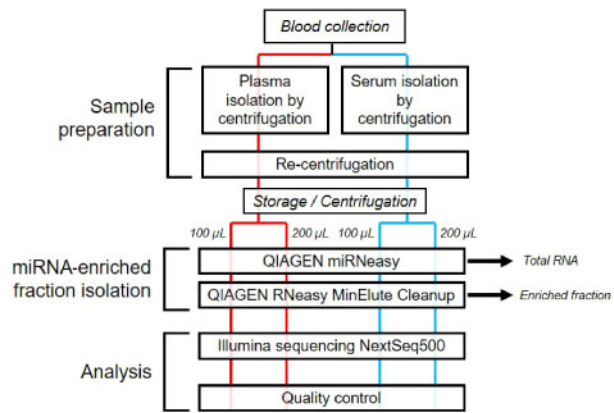 Blood collection
Sample
preparation
Plasma
isolation by
centrifugation
Serum isolation
by
centrifugation
Re-centrifugation
Storage / Centrifugation
100 µL
200 µL
100 µL
200 µL
miRNA-enriched
fraction isolation
QIAGEN miRNeasy
Total RNA
QIAGEN RNeasy MinElute Cleanup
Enriched fraction
Analysis
Illumina sequencing NextSeq500
Quality control